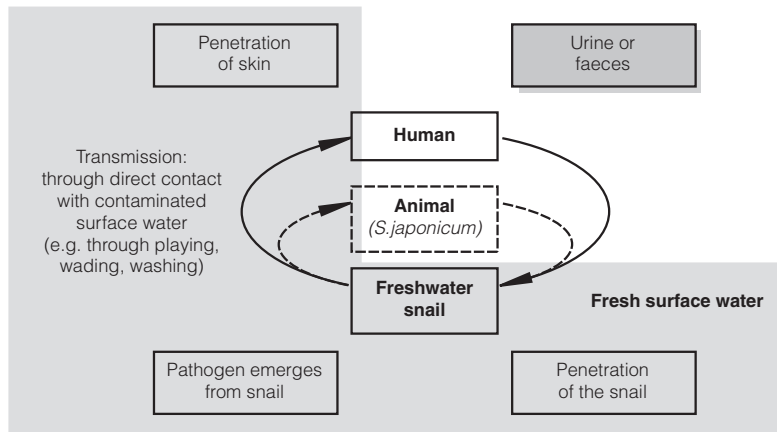 Penetration
of skin
Urine or
faeces
Human
Transmission:
through direct contact
with contaminated
surface water
(e.g. through playing,
wading, washing)
Animal
(S.japonicum)
Freshwater
snail
Fresh surface water
Pathogen emerges
from snail
Penetration
of the snail